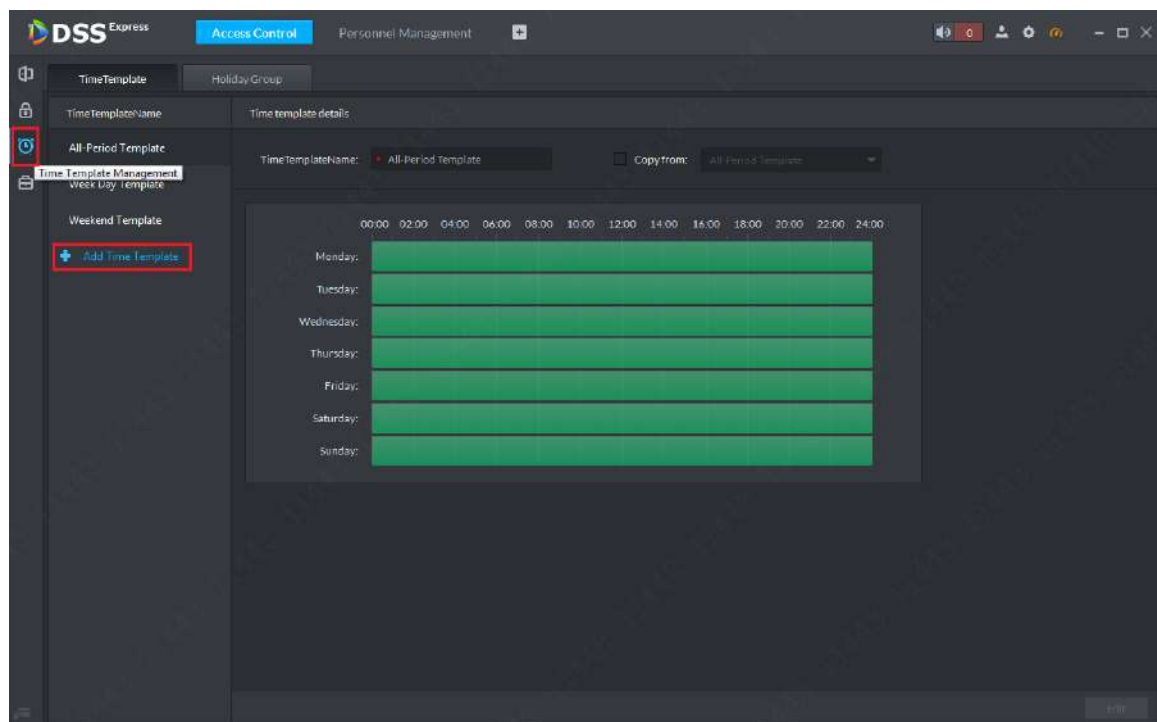 DSS Express Access Control Personnel Management 0
TimeTemplate Holiday Group
TimeTemplateName Time template details
All-Period Template
TimeTemplateName: * All-Period Template Copy from: All-Period Template
Time Template Management
Week Day Template
Weekend Template
00:00 02:00 04:00 06:00 08:00 10:00 12:00 14:00 16:00 18:00 20:00 22:00 24:00
Add Time Template
Monday:
Tuesday:
Wednesday:
Thursday:
Friday:
Saturday:
Sunday:
Edit